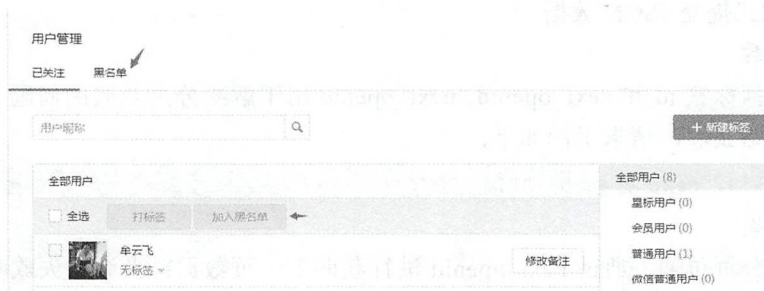 用户管理
已关注 黑名单
用户昵称
+ 新建标签
全部用户
全选 打标签 加入黑名单
牟云飞
无标签
修改备注
全部用户 (8)
星标用户 (0)
会员用户 (0)
普通用户 (1)
微信普通用户 (0)